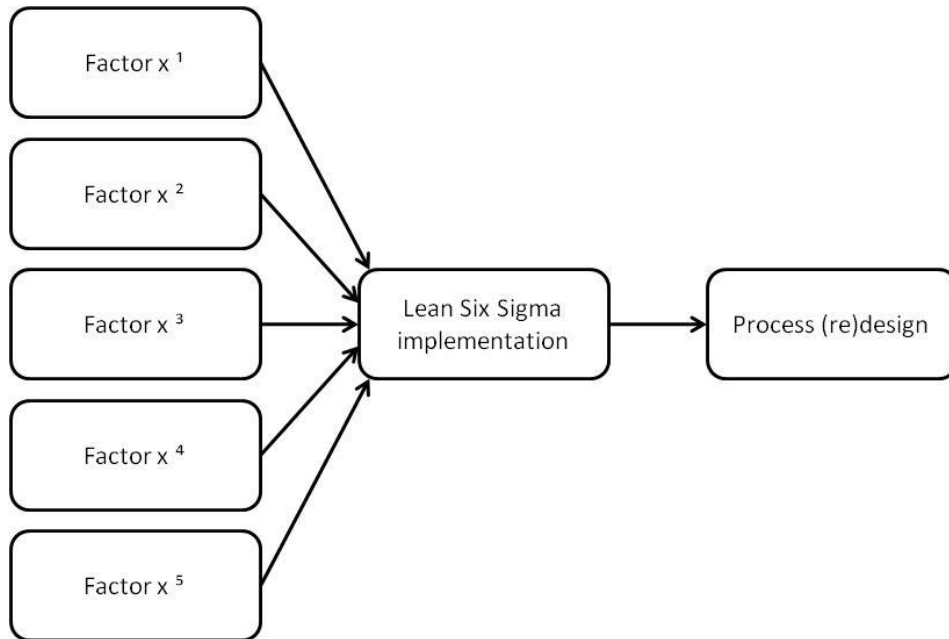 Factor x ¹
Factor x ²
Factor x ³
Factor x ⁴
Factor x ⁵
Lean Six Sigma
implementation
Process (re)design